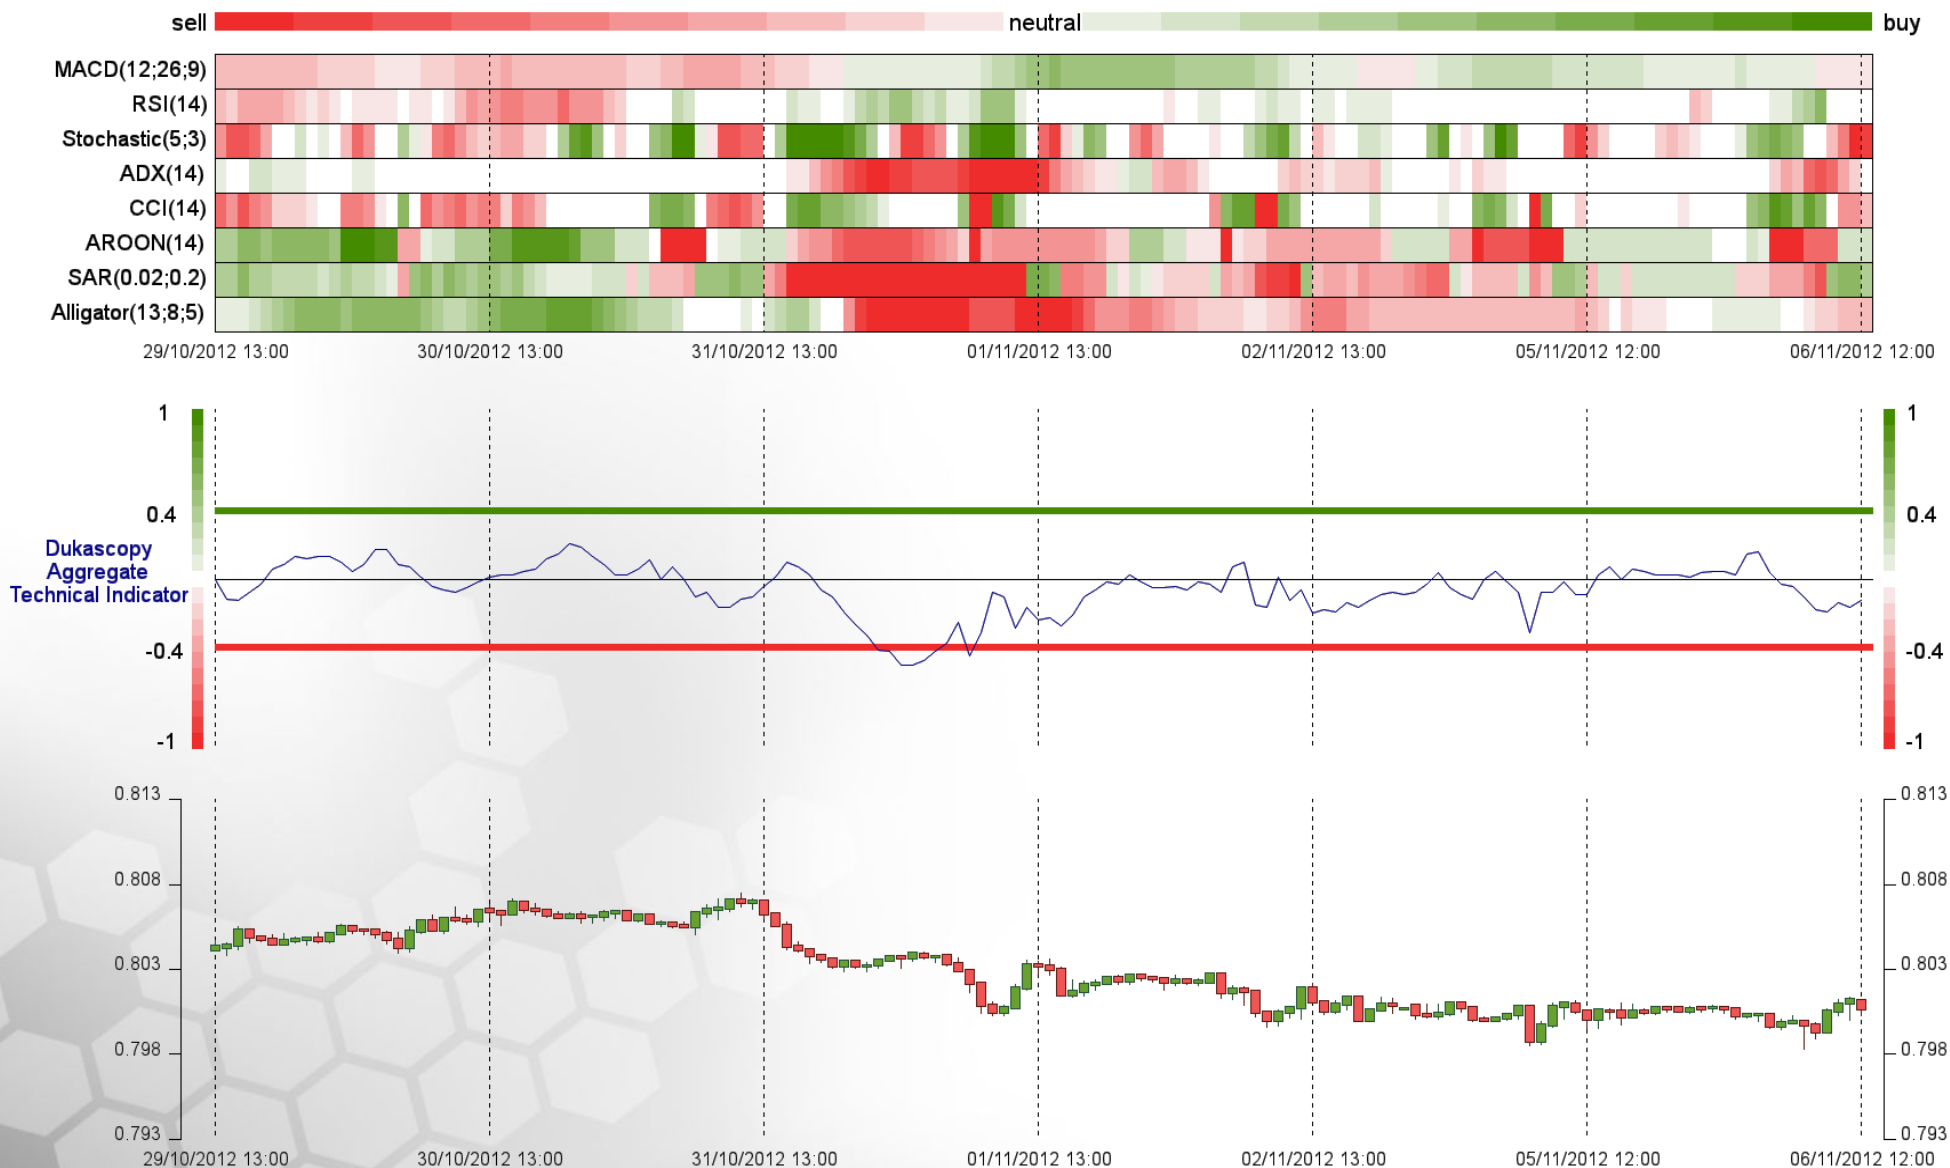 sell neutral buy
MACD(12;26;9)
RSI(14)
Stochastic(5;3)
ADX(14)
CCI(14)
AROON(14)
SAR(0.02;0.2)
Alligator(13;8;5)
29/10/2012 13:00 30/10/2012 13:00 31/10/2012 13:00 01/11/2012 13:00 02/11/2012 13:00 05/11/2012 12:00 06/11/2012 12:00
1 1
0.4 0.4
Dukascopy
Aggregate
Technical Indicator
-0.4 -0.4
-1 -1
0.813 0.813
0.808 0.808
0.803 0.803
0.798 0.798
0.793 0.793
29/10/2012 13:00 30/10/2012 13:00 31/10/2012 13:00 01/11/2012 13:00 02/11/2012 13:00 05/11/2012 12:00 06/11/2012 12:00